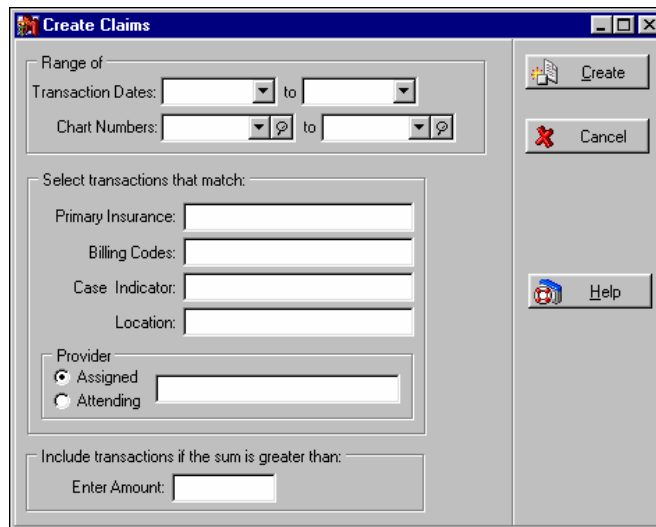 Create Claims
Range of
Transaction Dates: to
Chart Numbers: to
Select transactions that match:
Primary Insurance:
Billing Codes:
Case Indicator:
Location:
Provider
Assigned
Attending
Include transactions if the sum is greater than:
Enter Amount:
Create
Cancel
Help